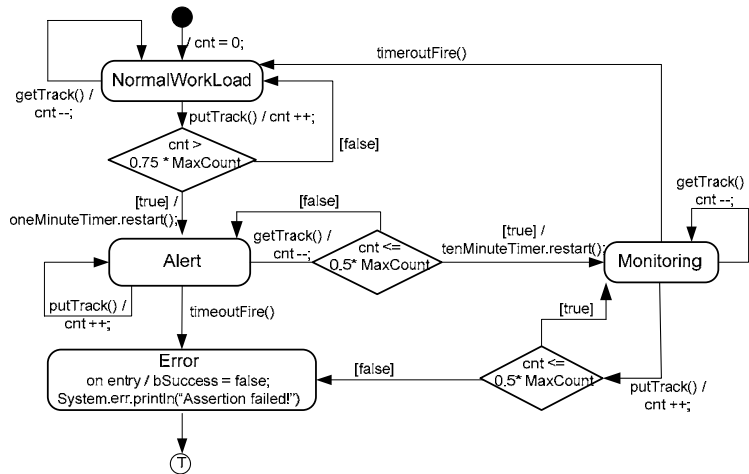 / cnt = 0;
timeoutFire()
NormalWorkLoad
getTrack() /
cnt --;
putTrack() / cnt ++;
[false]
cnt >
0.75 * MaxCount
[true] /
oneMinuteTimer.restart();
[false]
getTrack() /
cnt --;
cnt <=
0.5* MaxCount
[true] /
tenMinuteTimer.restart();
getTrack()
cnt --;
Alert
Monitoring
putTrack() /
cnt ++;
timeoutFire()
[true]
Error
on entry / bSuccess = false;
System.err.println("Assertion failed!")
[false]
cnt <=
0.5* MaxCount
putTrack() /
cnt ++;
T